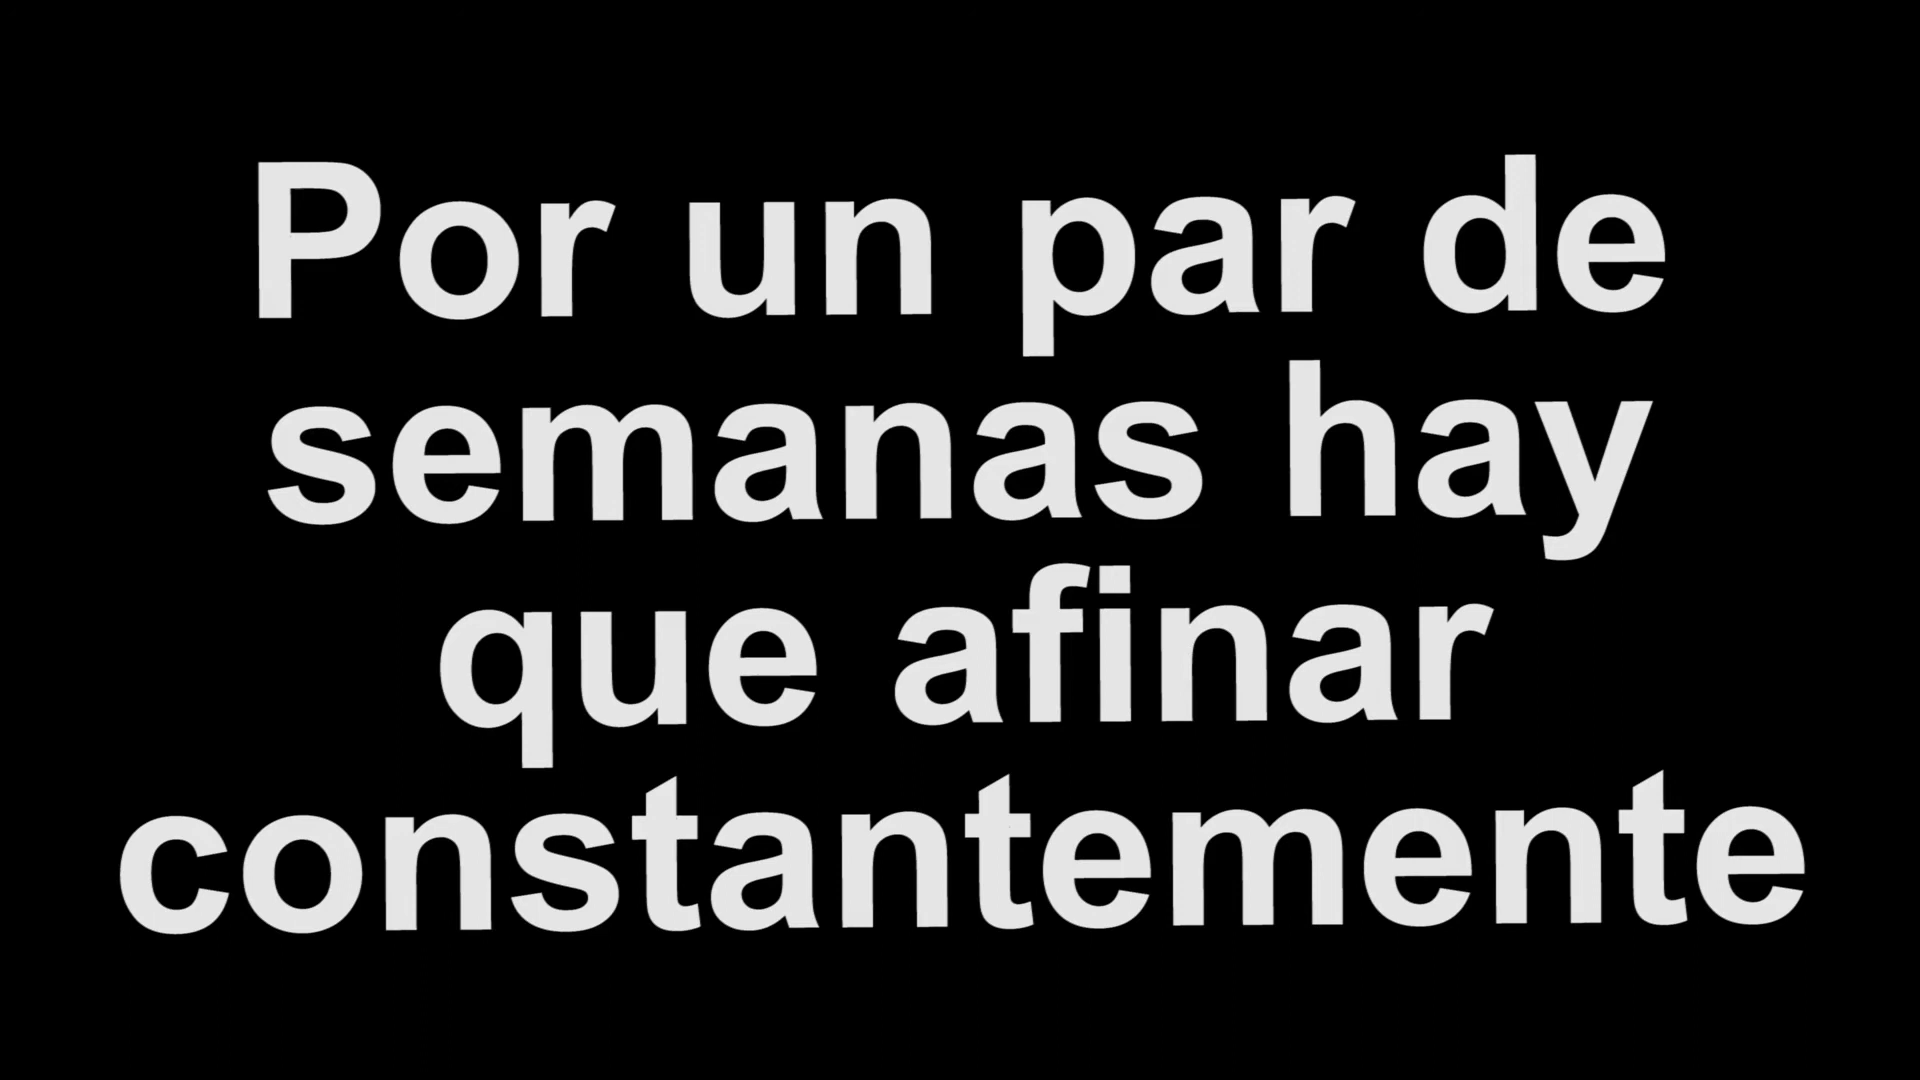 Por un par de
semanas hay
que afinar
constantemente